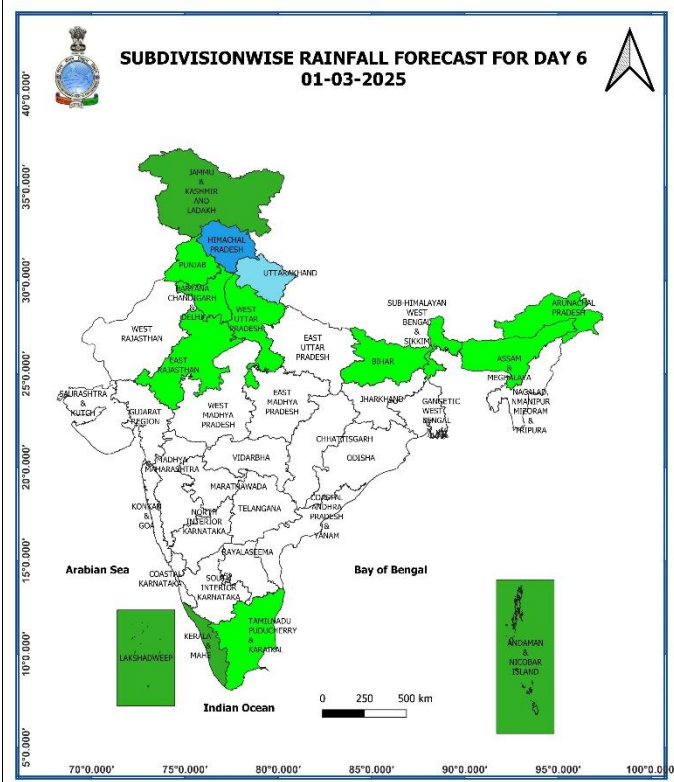 SUBDIVISIONWISE RAINFALL FORECAST FOR DAY 6
01-03-2025
40°0.000'
35°0.000'
30°0.000'
25°0.000'
20°0.000'
15°0.000'
10°0.000'
5°0.000'
JAMMU
&
KASHMIR
AND
LADAKH
HIMACHAL
PRADESH
PUNJAB
UTTARAKHAND
HARYANA
CHANDIGARH
&
DELHI
WEST
UTTAR
PRADESH
WEST
RAJASTHAN
EAST
UTTAR
PRADESH
SUB-HIMALAYAN
WEST
BENGAL
&
SIKKIM
ARUNACHAL
PRADESH
EAST
RAJASTHAN
BIHAR
ASSAM
&
MEGHALAYA
SAURASHTRA
&
KUTCH
GUJARAT
REGION
WEST
MADHYA
PRADESH
EAST
MADHYA
PRADESH
JHARKHAND
GANGETIC
WEST
BENGAL
NAGALAD,
NMANIPUR
MIZORAM
&
TRIPURA
CHHATTISGARH
MADHYA
MAHARASHTRA
VIDARBHA
ODISHA
MARATHAWADA
KONKAN
&
GOA
NORTH
INTERIOR
KARNATAKA
TELANGANA
COASTAL
ANDHRA
PRADESH
&
YANAM
RAYALASEEMA
Arabian Sea
COASTAL
KARNATAKA
SOUTH
INTERIOR
KARNATAKA
Bay of Bengal
LAKSHADWEEP
KERALA
&
MAHE
TAMILNADU
PUDUCHERRY
&
KARAIKAL
ANDAMAN
&
NICOBAR
ISLAND
Indian Ocean
0 250 500 km
70°0.000' 75°0.000' 80°0.000' 85°0.000' 90°0.000' 95°0.000' 100°0.000'